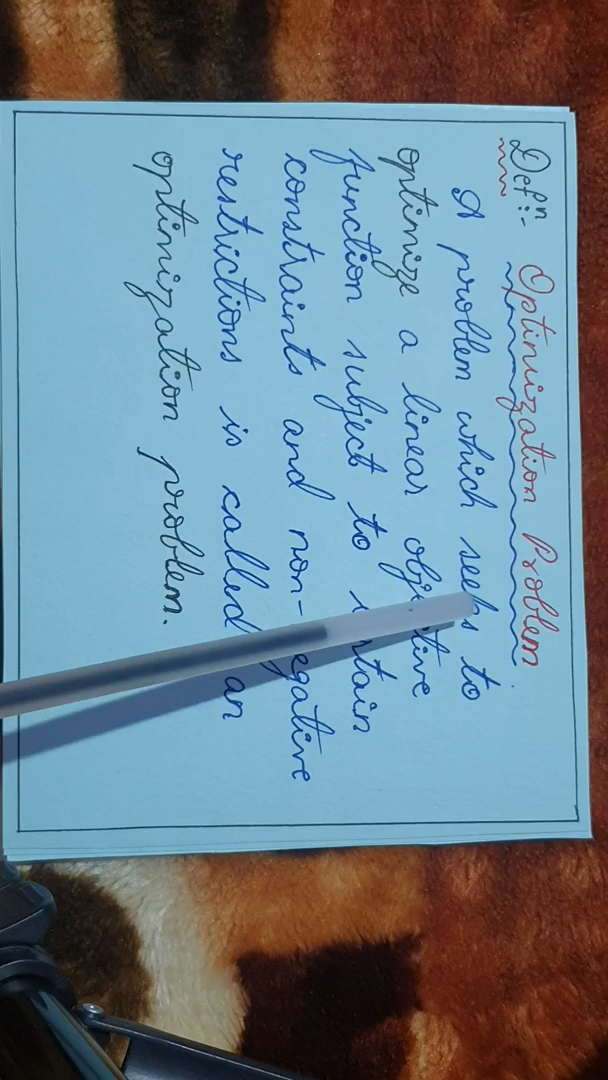 Defⁿ:- Optimization Problem
A problem which seeks to
optimize a linear objective
function subject to certain
constraints and non-negative
restrictions is called an
optimization problem.